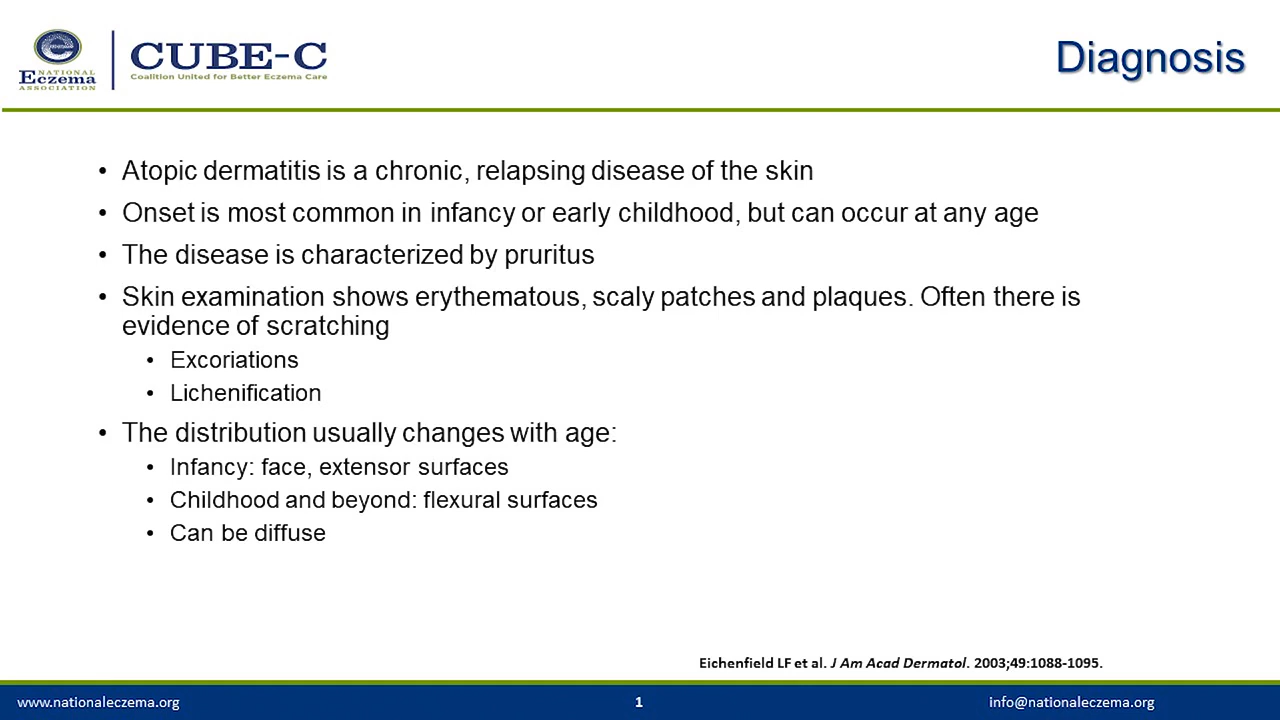 NATIONAL
Eczema
ASSOCIATION
CUBE-C
Coalition United for Better Eczema Care
Diagnosis
• Atopic dermatitis is a chronic, relapsing disease of the skin
• Onset is most common in infancy or early childhood, but can occur at any age
• The disease is characterized by pruritus
• Skin examination shows erythematous, scaly patches and plaques. Often there is
evidence of scratching
• Excoriations
• Lichenification
• The distribution usually changes with age:
• Infancy: face, extensor surfaces
• Childhood and beyond: flexural surfaces
• Can be diffuse
Eichenfield LF et al. J Am Acad Dermatol. 2003;49:1088-1095.
www.nationaleczema.org
1
info@nationaleczema.org